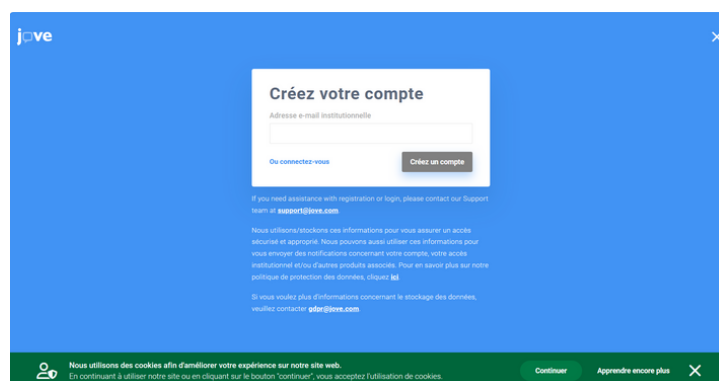 jove
Créez votre compte
Adresse e-mail institutionnelle
Ou connectez-vous
Créez un compte
If you need assistance with registration or login, please contact our Support
team at support@jove.com
Nous utilisons/stockons ces informations pour vous assurer un accès
sécurisé et approprié. Nous pouvons aussi utiliser ces informations pour
vous envoyer des notifications concernant votre compte, votre accès
institutionnel et/ou d'autres produits associés. Pour en savoir plus sur notre
politique de protection des données, cliquez ici.
Si vous voulez plus d'informations concernant le stockage des données,
veuillez contacter gdpr@jove.com.
Nous utilisons des cookies afin d'améliorer votre expérience sur notre site web.
En continuant à utiliser notre site ou en cliquant sur le bouton "continuer", vous acceptez l'utilisation de cookies.
Continuer
Apprendre encore plus